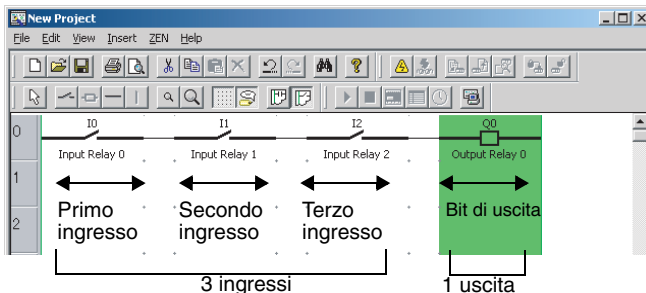 New Project
File Edit View Insert ZEN Help
0
I0 I1 I2 Q0
Input Relay 0 Input Relay 1 Input Relay 2 Output Relay 0
1
Primo ingresso
Secondo ingresso
Terzo ingresso
Bit di uscita
2
3 ingressi
1 uscita